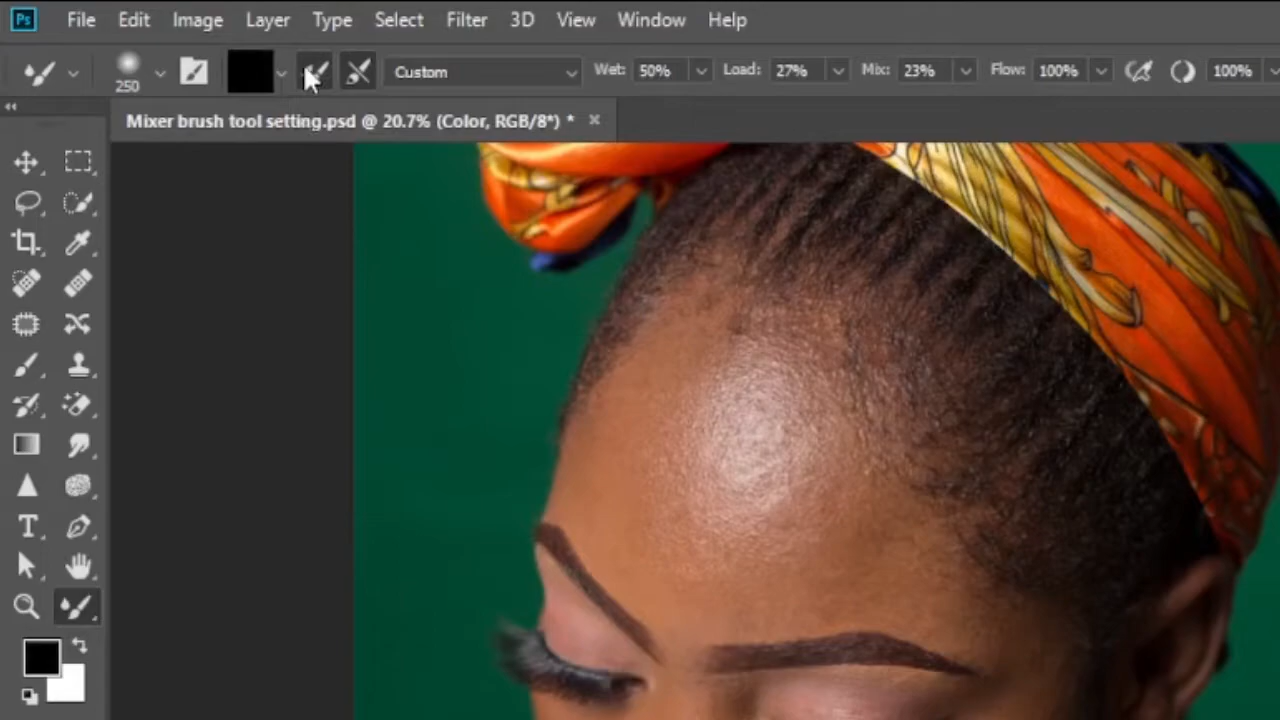 Ps File Edit Image Layer Type Select Filter 3D View Window Help
250 Custom Wet: 50% Load: 27% Mix: 23% Flow: 100% 100%
Mixer brush tool setting.psd @ 20.7% (Color, RGB/8*) *
T